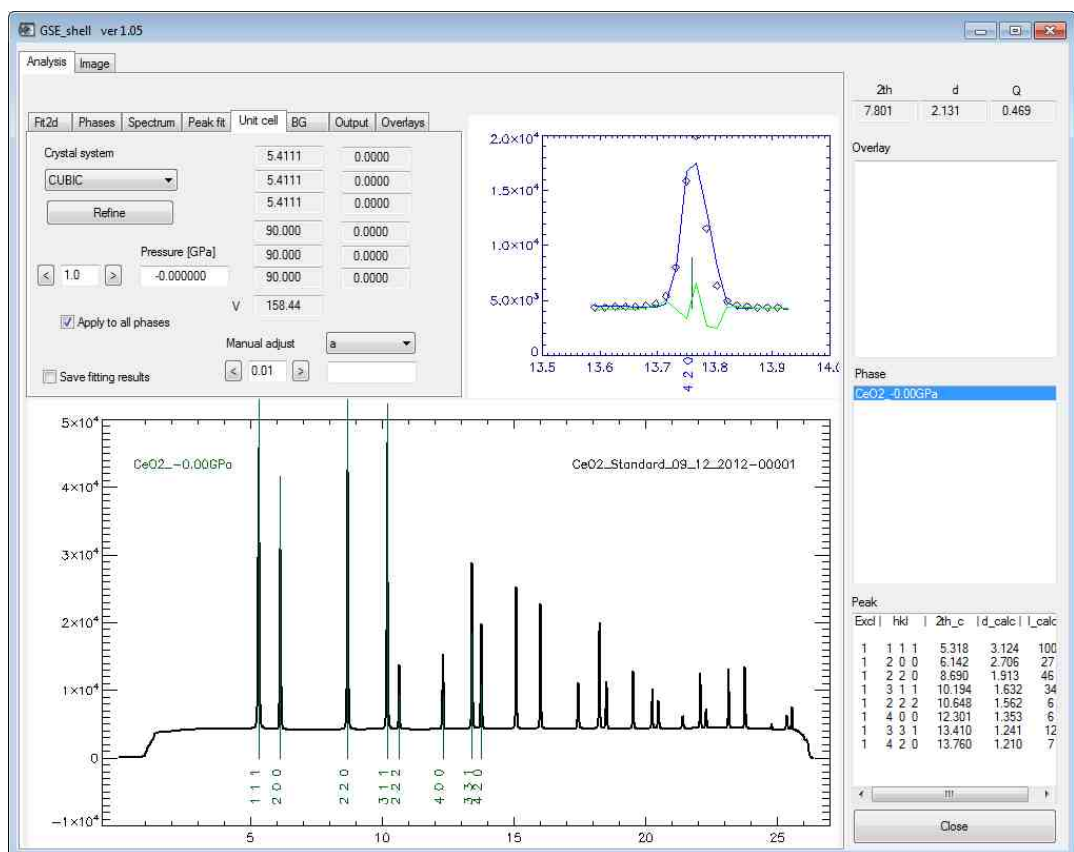 GSE_shell ver1.05
Analysis Image
Fit2d Phases Spectrum Peak fit Unit cell BG Output Overlays
Crystal system
CUBIC
Refine
5.4111 0.0000
5.4111 0.0000
5.4111 0.0000
90.000 0.0000
90.000 0.0000
90.000 0.0000
Pressure [GPa]
< 1.0 > -0.000000
V 158.44
Apply to all phases
Manual adjust a
< 0.01 >
Save fitting results
2.0×10⁴
1.5×10⁴
1.0×10⁴
5.0×10³
0
13.5 13.6 13.7 13.8 13.9 14.0
4 2 0
2th d Q
7.801 2.131 0.469
Overlay
Phase
CeO2_-0.00GPa
5×10⁴
4×10⁴
3×10⁴
2×10⁴
1×10⁴
0
-1×10⁴
CeO2_-0.00GPa
CeO2_Standard_09_12_2012-00001
1 1 1
2 0 0
2 2 0
3 1 1
2 2 2
4 0 0
3 3 1
4 2 0
5 10 15 20 25
Peak
Excl | hkl | 2th_c | d_calc | I_calc
1 1 1 1 5.318 3.124 100
1 2 0 0 6.142 2.706 27
1 2 2 0 8.690 1.913 46
1 3 1 1 10.194 1.632 34
1 2 2 2 10.648 1.562 6
1 4 0 0 12.301 1.353 6
1 3 3 1 13.410 1.241 12
1 4 2 0 13.760 1.210 7
Close